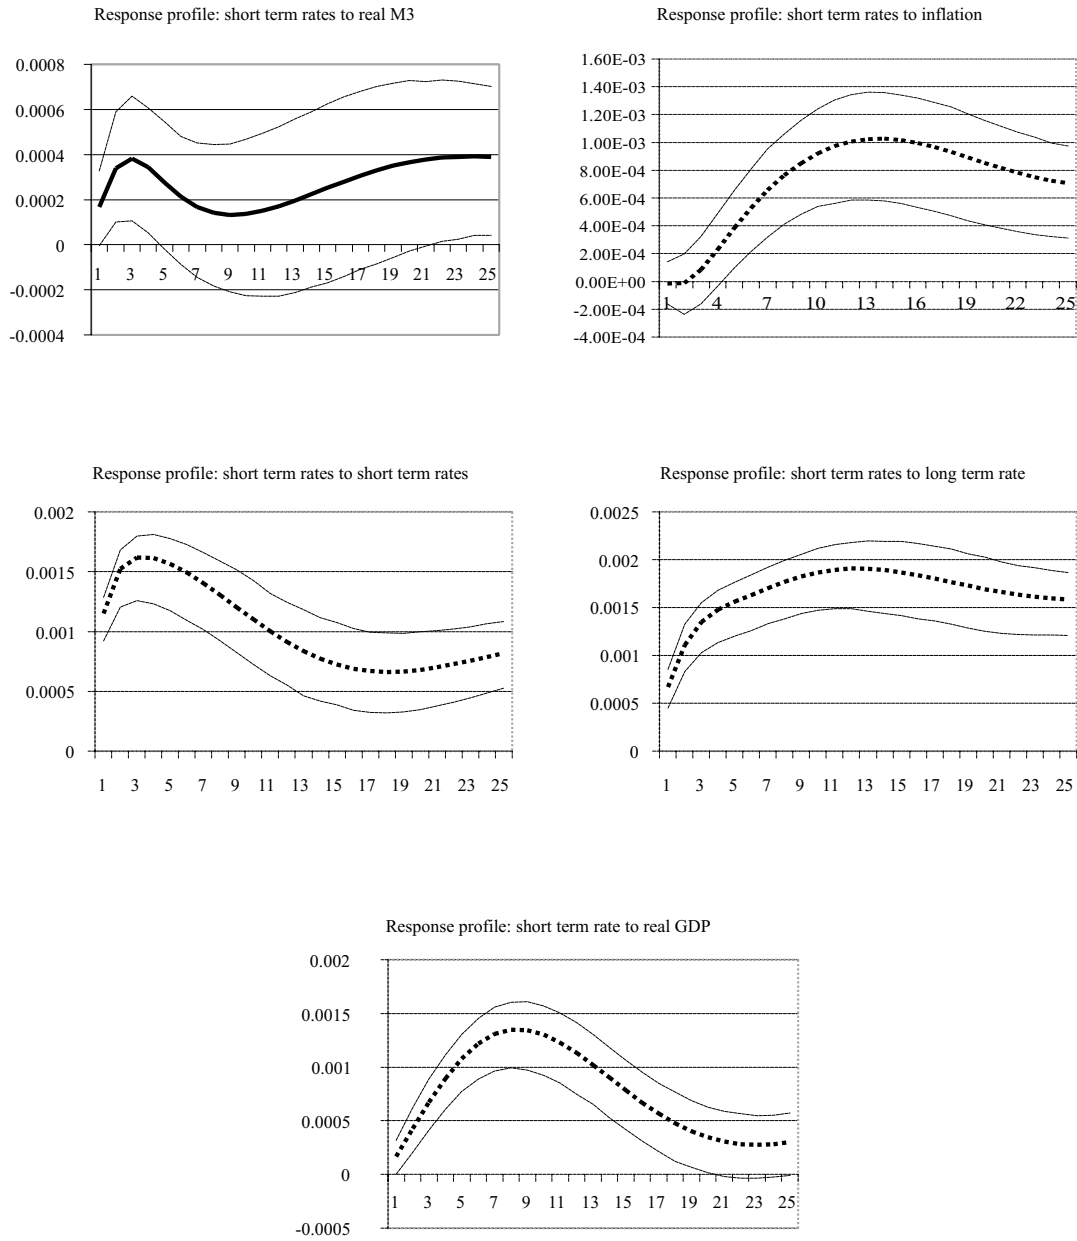 Response profile: short term rates to real M3
0.0008
0.0006
0.0004
0.0002
0
-0.0002
-0.0004
1 3 5 7 9 11 13 15 17 19 21 23 25
Response profile: short term rates to inflation
1.60E-03
1.40E-03
1.20E-03
1.00E-03
8.00E-04
6.00E-04
4.00E-04
2.00E-04
0.00E+00
-2.00E-04
-4.00E-04
1 4 7 10 13 16 19 22 25
Response profile: short term rates to short term rates
0.002
0.0015
0.001
0.0005
0
1 3 5 7 9 11 13 15 17 19 21 23 25
Response profile: short term rates to long term rate
0.0025
0.002
0.0015
0.001
0.0005
0
1 3 5 7 9 11 13 15 17 19 21 23 25
Response profile: short term rate to real GDP
0.002
0.0015
0.001
0.0005
0
-0.0005
1 3 5 7 9 11 13 15 17 19 21 23 25